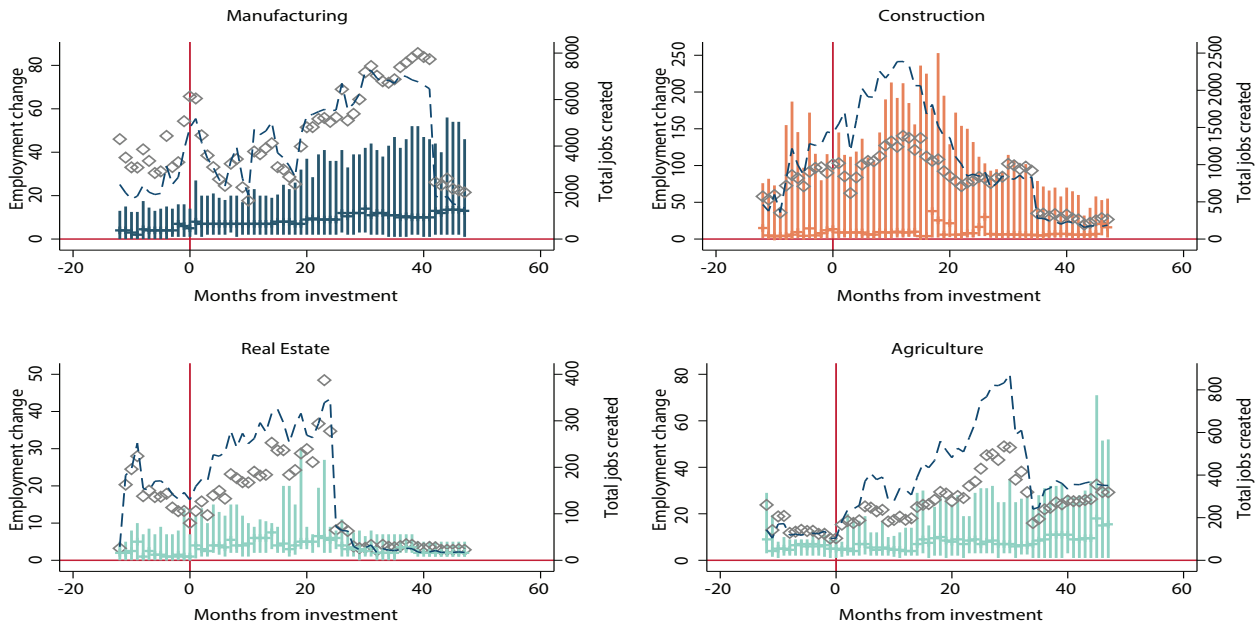 Manufacturing
Employment change
0 20 40 60 80
Total jobs created
0 2000 4000 6000 8000
-20 0 20 40 60
Months from investment
Construction
Employment change
0 50 100 150 200 250
Total jobs created
0 500 1000 1500 2000 2500
-20 0 20 40 60
Months from investment
Real Estate
Employment change
0 10 20 30 40 50
Total jobs created
0 100 200 300 400
-20 0 20 40 60
Months from investment
Agriculture
Employment change
0 20 40 60 80
Total jobs created
0 200 400 600 800
-20 0 20 40 60
Months from investment